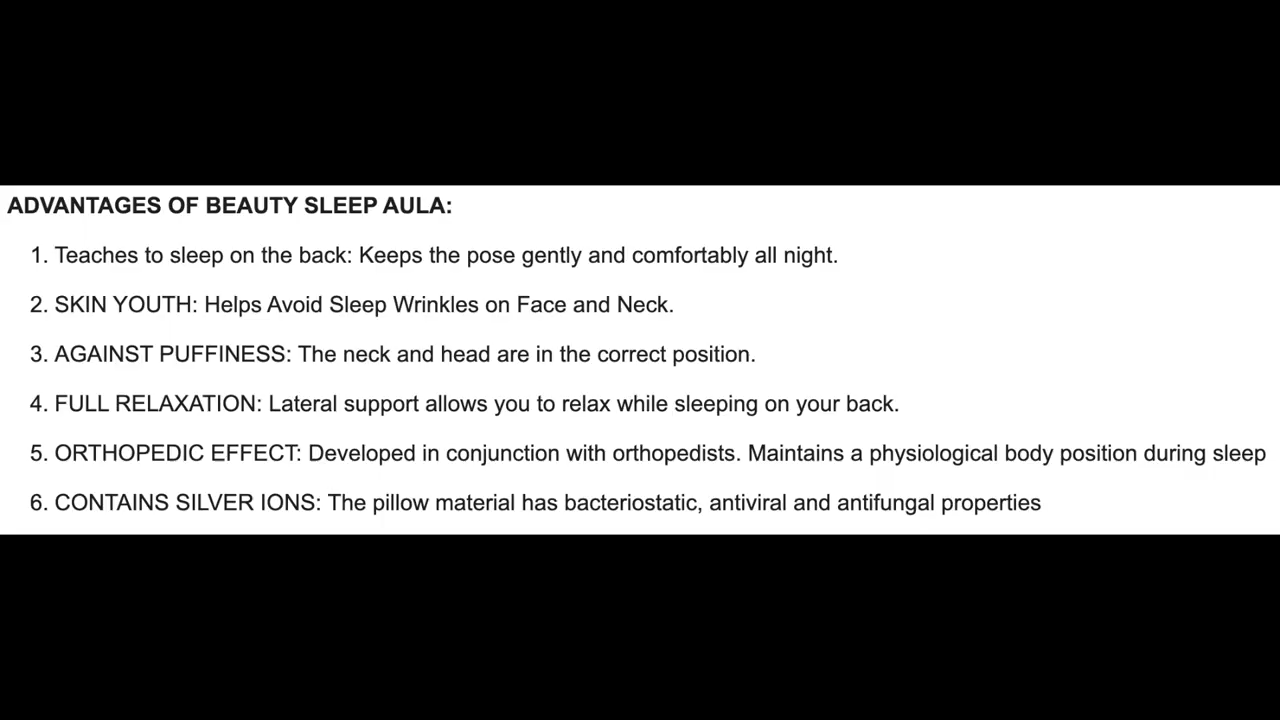 ADVANTAGES OF BEAUTY SLEEP AULA:
1. Teaches to sleep on the back: Keeps the pose gently and comfortably all night.
2. SKIN YOUTH: Helps Avoid Sleep Wrinkles on Face and Neck.
3. AGAINST PUFFINESS: The neck and head are in the correct position.
4. FULL RELAXATION: Lateral support allows you to relax while sleeping on your back.
5. ORTHOPEDIC EFFECT: Developed in conjunction with orthopedists. Maintains a physiological body position during sleep
6. CONTAINS SILVER IONS: The pillow material has bacteriostatic, antiviral and antifungal properties